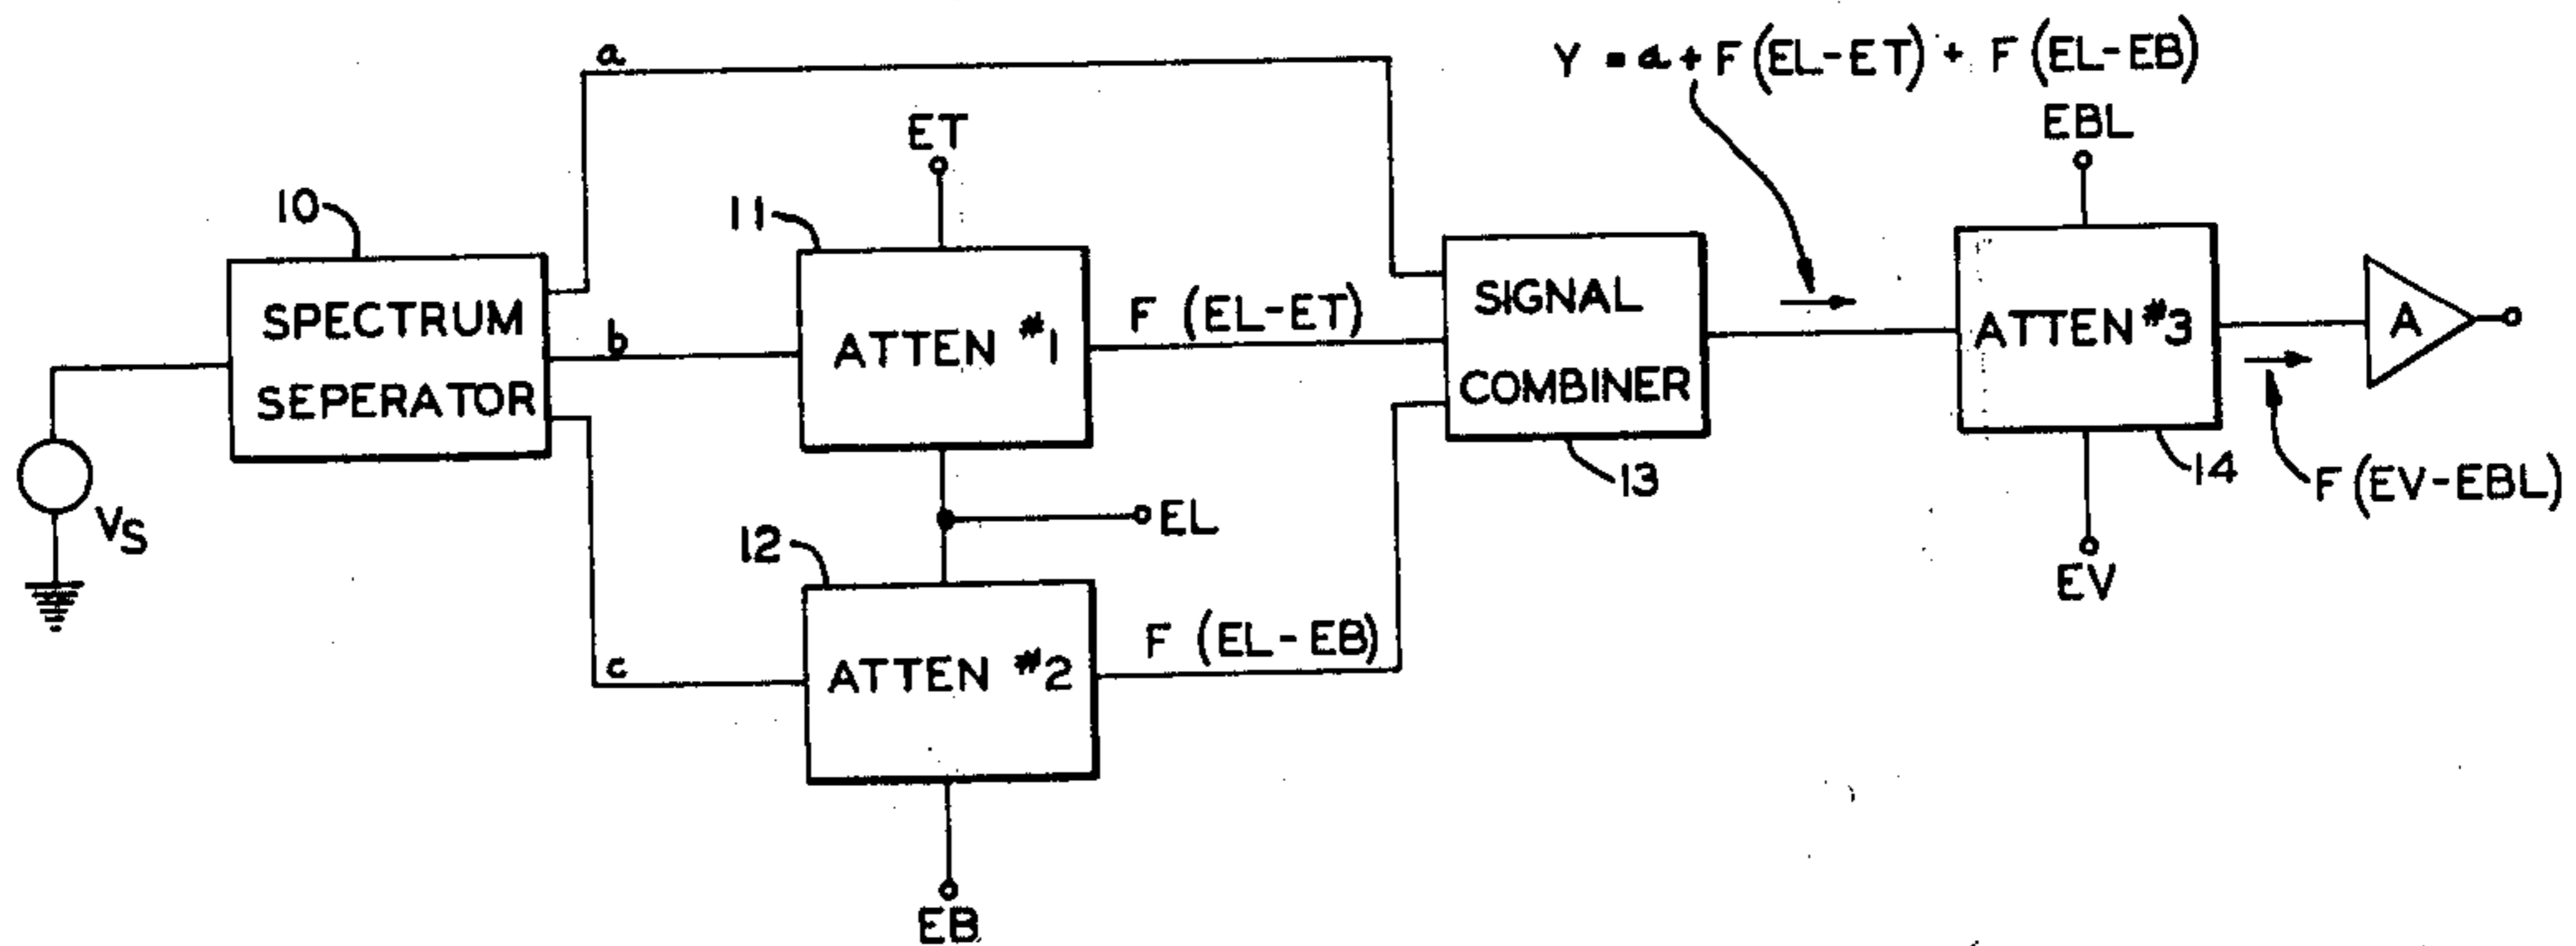 a
Y = a + F (EL-ET) + F (EL-EB)
ET
EBL
10
11
SPECTRUM
SEPERATOR
b
ATTEN #1
F (EL-ET)
SIGNAL
COMBINER
ATTEN #3
A
13
14
F (EV-EBL)
VS
EL
12
EV
c
ATTEN #2
F (EL-EB)
EB